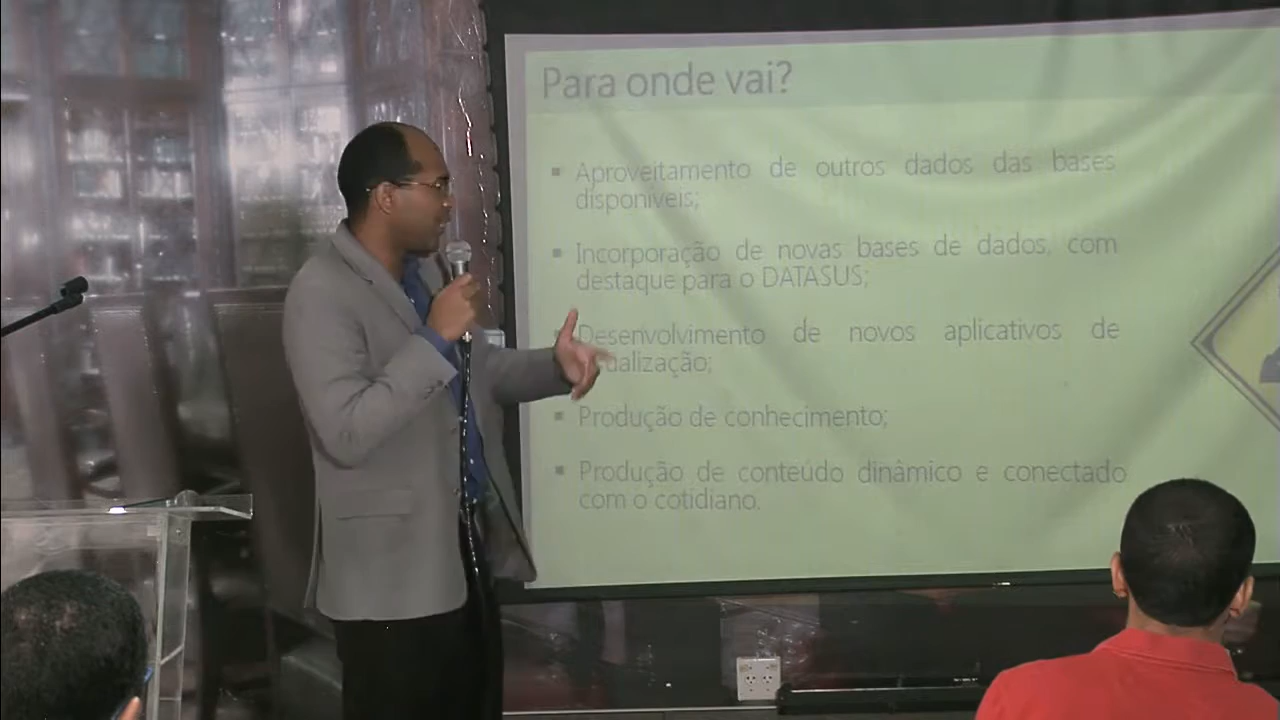 Para onde vai?
Aproveitamento de outros dados das bases
disponíveis;
Incorporação de novas bases de dados, com
destaque para o DATASUS;
Desenvolvimento de novos aplicativos de
Produção de conhecimento;
Produção de conteúdo dinâmico e conectado
com o cotidiano.